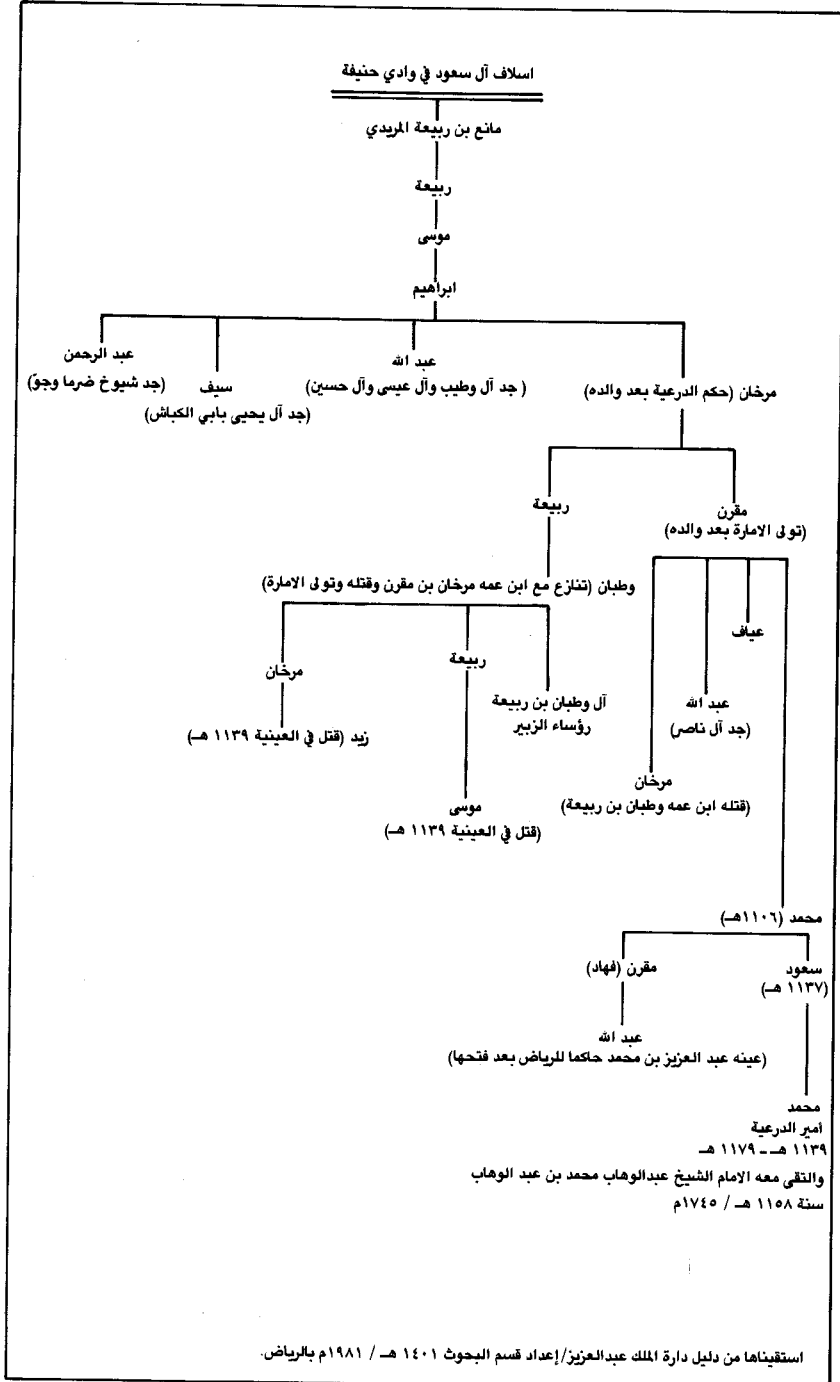 اسلاف آل سعود في وادي حنيفة
مانع بن ربيعة المريدي
ربيعة
موسى
ابراهيم
مرخان (حكم الدرعية بعد والده)
عبد الله
(جد آل وطيب وآل عيسى وآل حسين)
سيف
(جد آل يحيى بابي الكباش)
عبد الرحمن
(جد شيوخ ضرما وجوّ)
مقرن
(تولى الامارة بعد والده)
ربيعة
وطبان (تنازع مع ابن عمه مرخان بن مقرن وقتله وتولى الامارة)
عياف
عبد الله
(جد آل ناصر)
مرخان
(قتله ابن عمه وطبان بن ربيعة)
آل وطبان بن ربيعة
رؤساء الزبير
ربيعة
موسى
(قتل في العينية ١١٣٩ هـ)
مرخان
زيد (قتل في العينية ١١٣٩ هـ)
محمد (١١٠٦هـ)
سعود
(١١٣٧ هـ)
مقرن (فهاد)
عبد الله
(عينه عبد العزيز بن محمد حاكما للرياض بعد فتحها)
محمد
أمير الدرعية
١١٣٩ هـ ــ ١١٧٩ هـ
والتقى معه الامام الشيخ عبدالوهاب محمد بن عبد الوهاب
سنة ١١٥٨ هـ / ١٧٤٥م
استقيناها من دليل دارة الملك عبدالعزيز/إعداد قسم البحوث ١٤٠١ هـ / ١٩٨١م بالرياض.